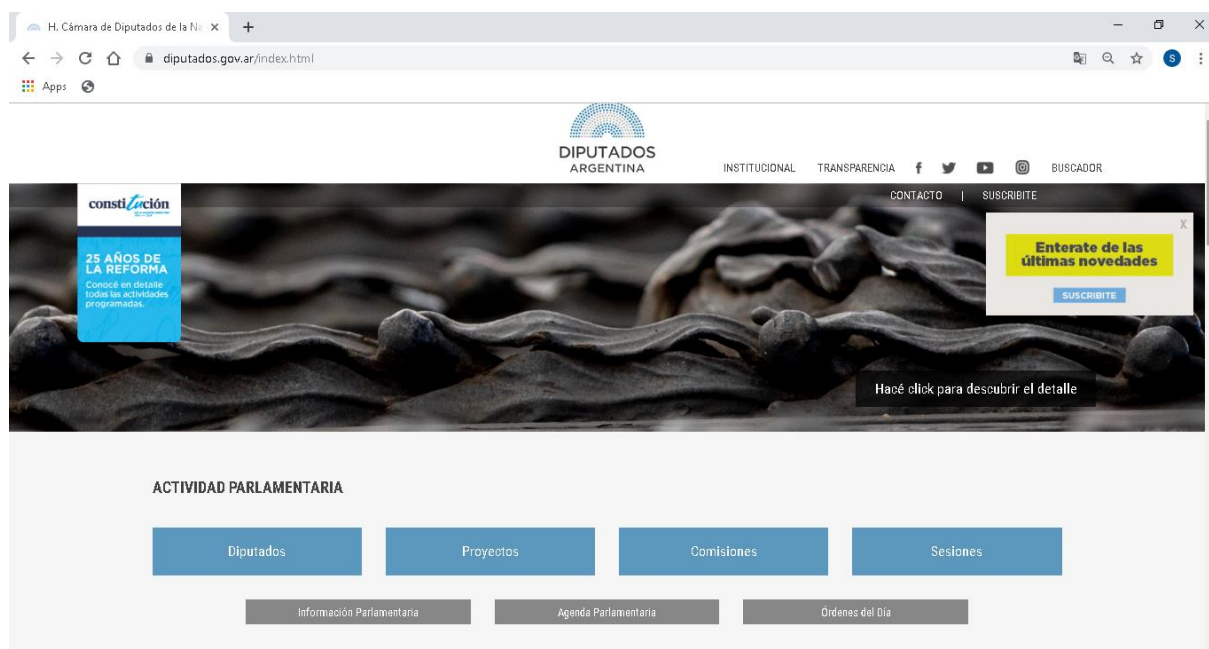 H. Cámara de Diputados de la Na
diputados.gov.ar/index.html
S
Apps
DIPUTADOS
ARGENTINA
INSTITUCIONAL TRANSPARENCIA BUSCADOR
CONTACTO | SUSCRIBITE
constitución
25 AÑOS DE
LA REFORMA
Conocé en detalle
todas las actividades
programadas.
X
Enterate de las
últimas novedades
SUSCRIBITE
Hacé click para descubrir el detalle
ACTIVIDAD PARLAMENTARIA
Diputados Proyectos Comisiones Sesiones
Información Parlamentaria Agenda Parlamentaria Órdenes del Día